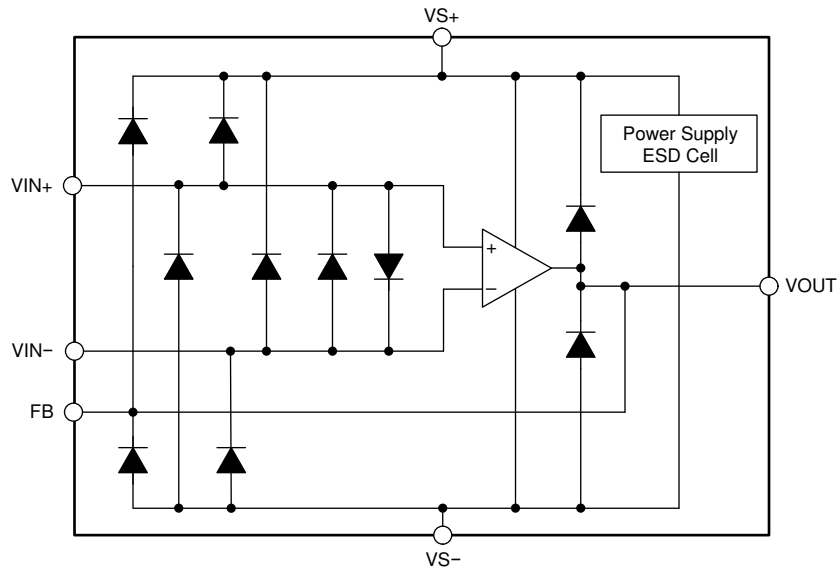 VS+
Power Supply
ESD Cell
VIN+
+
−
VOUT
VIN−
FB
VS−